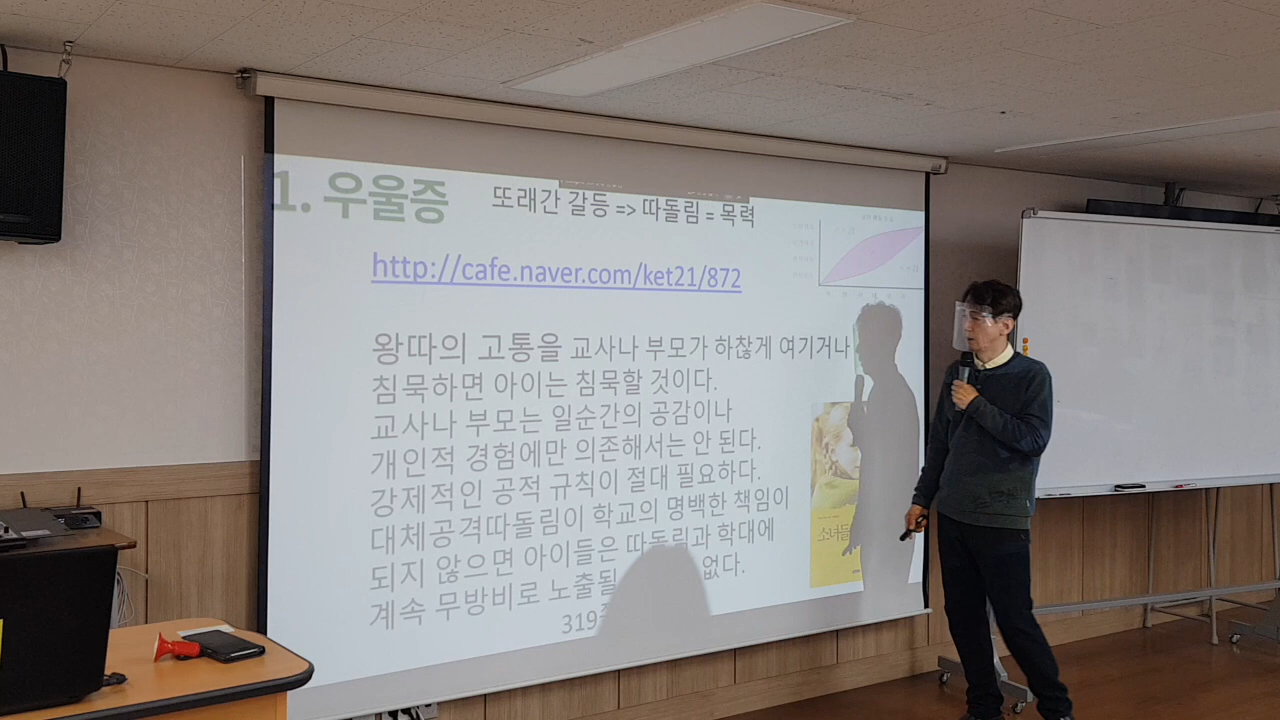 1. 우울증
또래간 갈등 => 따돌림 = 목력
http://cafe.naver.com/ket21/872
왕따의 고통을 교사나 부모가 하찮게 여기거나
침묵하면 아이는 침묵할 것이다.
교사나 부모는 일순간의 공감이나
개인적 경험에만 의존해서는 안 된다.
강제적인 공적 규칙이 절대 필요하다.
대체공격따돌림이 학교의 명백한 책임이
되지 않으면 아이들은 따돌림과 학대에
계속 무방비로 노출될 없다.
319
소녀들